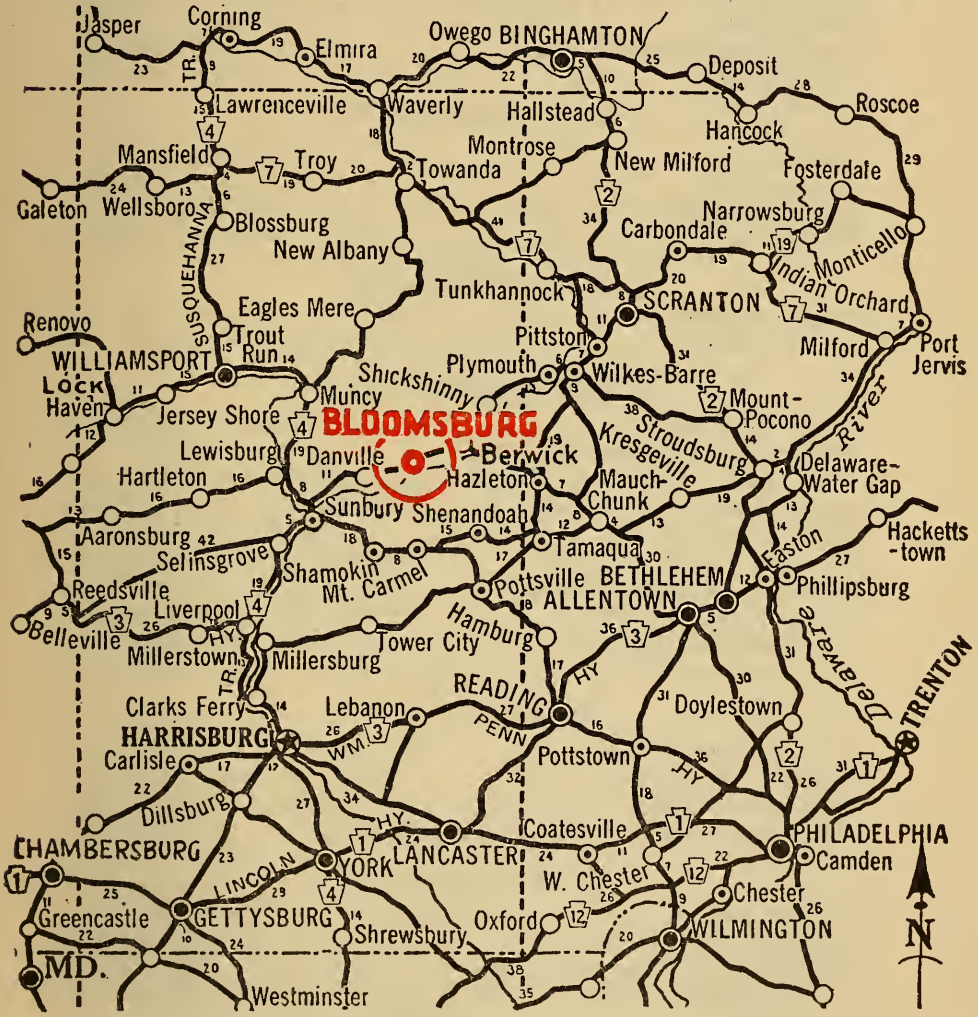 Jasper
Corning
Elmira
Owego BINGHAMTON
Deposit
Roscoe
Hancock
Lawrenceville
Waverly
Hallstead
New Milford
Montrose
Mansfield
Troy
Towanda
Fosterdale
Galeton
Wellsboro
Blossburg
New Albany
Carbondale
Narrowsburg
Monticello
SUSQUEHANNA TR.
Tunkhannock
SCRANTON
Indian Orchard
Eagles Mere
Renovo
Trout
Run
WILLIAMSPORT
Pittston
Plymouth
Wilkes-Barre
Milford
Port
Jervis
LOCK
Haven
Jersey Shore
Muncy
Shickshinny
Mount-
Pocono
BLOOMSBURG
Lewisburg
Danville
Berwick
Kresgeville
Stroudsburg
River
Hartleton
Hazleton
Mauch-
Chunk
Delaware-
Water Gap
Aaronsburg
Sunbury
Shenandoah
Hacketts
-town
Selinsgrove
Shamokin
Mt. Carmel
Tamaqua
Easton
Reedsville
Pottsville
BETHLEHEM
ALLENTOWN
Phillipsburg
Belleville
Liverpool
Millerstown
Millersburg
Tower City
Hamburg
Delaware
TRENTON
Clarks Ferry
TR.
HY.
Lebanon
READING
Doylestown
HARRISBURG
WM. PENN HY
Pottstown
HY
Carlisle
Dillsburg
CHAMBERSBURG
LINCOLN HY.
YORK
LANCASTER
Coatesville
PHILADELPHIA
Camden
W. Chester
Chester
Greencastle
GETTYSBURG
Shrewsbury
Oxford
WILMINGTON
N
MD.
Westminster